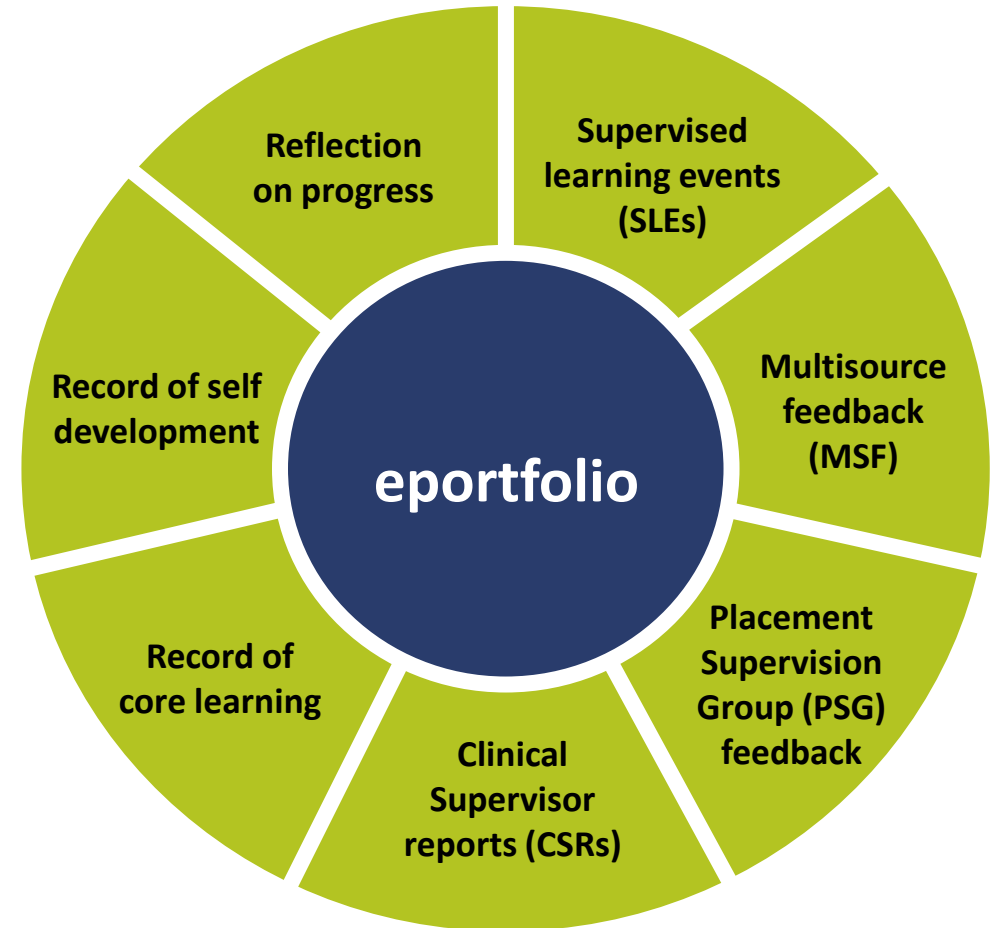 Reflection
on progress
Supervised
learning events
(SLEs)
Multisource
feedback
(MSF)
Placement
Supervision
Group (PSG)
feedback
Clinical
Supervisor
reports (CSRs)
Record of
core learning
Record of self
development
eportfolio